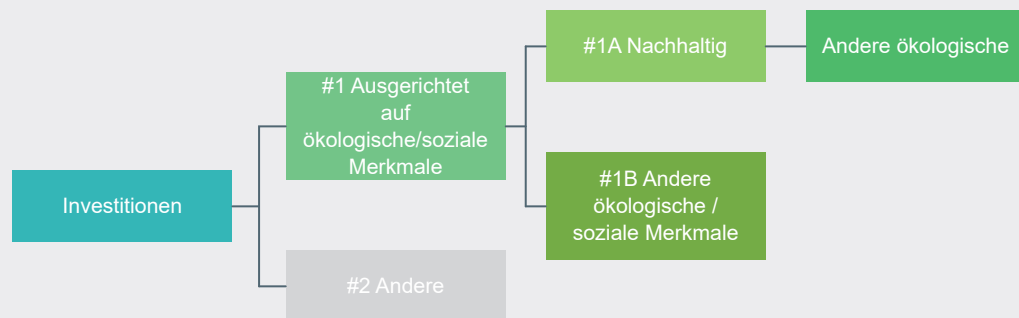 Investitionen
#1 Ausgerichtet
auf
ökologische/soziale
Merkmale
#2 Andere
#1A Nachhaltig
#1B Andere
ökologische /
soziale Merkmale
Andere ökologische